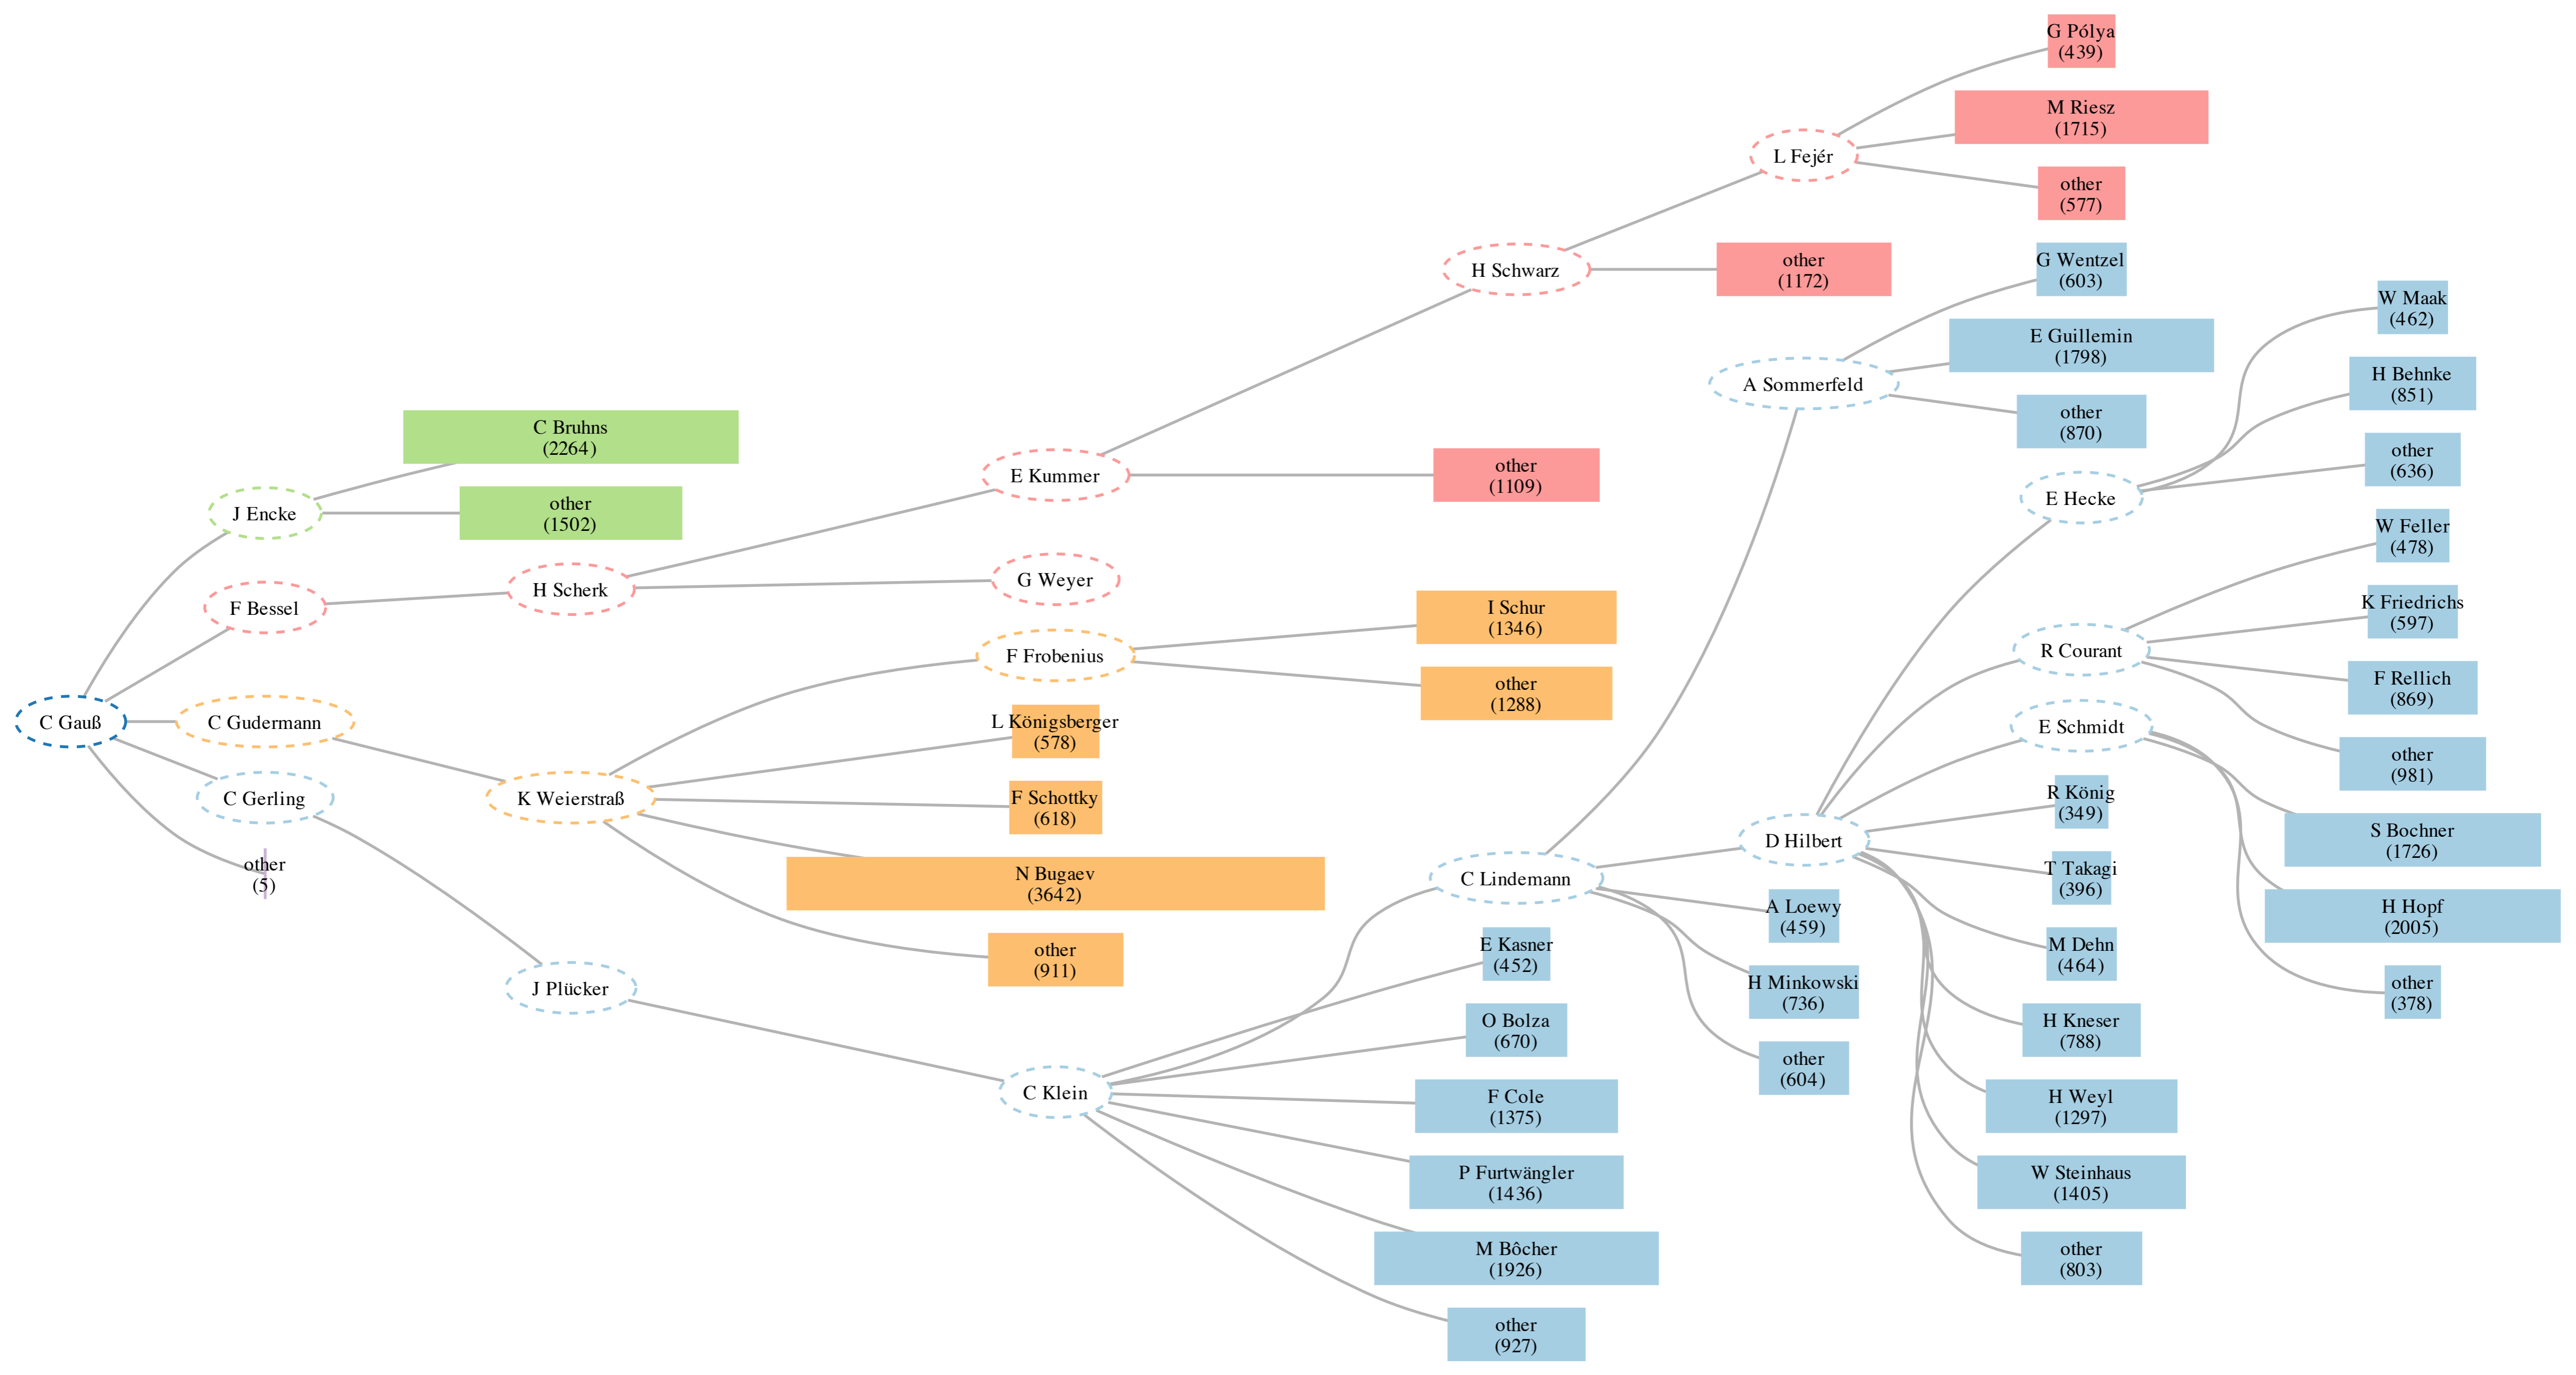 C Gauß
J Encke
F Bessel
C Gudermann
C Gerling
other
(5)
C Bruhns
(2264)
other
(1502)
H Scherk
K Weierstraß
J Plücker
E Kummer
G Weyer
F Frobenius
L Königsberger
(578)
F Schottky
(618)
N Bugaev
(3642)
other
(911)
C Klein
H Schwarz
other
(1109)
I Schur
(1346)
other
(1288)
C Lindemann
E Kasner
(452)
O Bolza
(670)
F Cole
(1375)
P Furtwängler
(1436)
M Bôcher
(1926)
other
(927)
L Fejér
other
(1172)
A Sommerfeld
D Hilbert
A Loewy
(459)
H Minkowski
(736)
other
(604)
G Pólya
(439)
M Riesz
(1715)
other
(577)
G Wentzel
(603)
E Guillemin
(1798)
other
(870)
E Hecke
R Courant
E Schmidt
R König
(349)
T Takagi
(396)
M Dehn
(464)
H Kneser
(788)
H Weyl
(1297)
W Steinhaus
(1405)
other
(803)
W Maak
(462)
H Behnke
(851)
other
(636)
W Feller
(478)
K Friedrichs
(597)
F Rellich
(869)
other
(981)
S Bochner
(1726)
H Hopf
(2005)
other
(378)